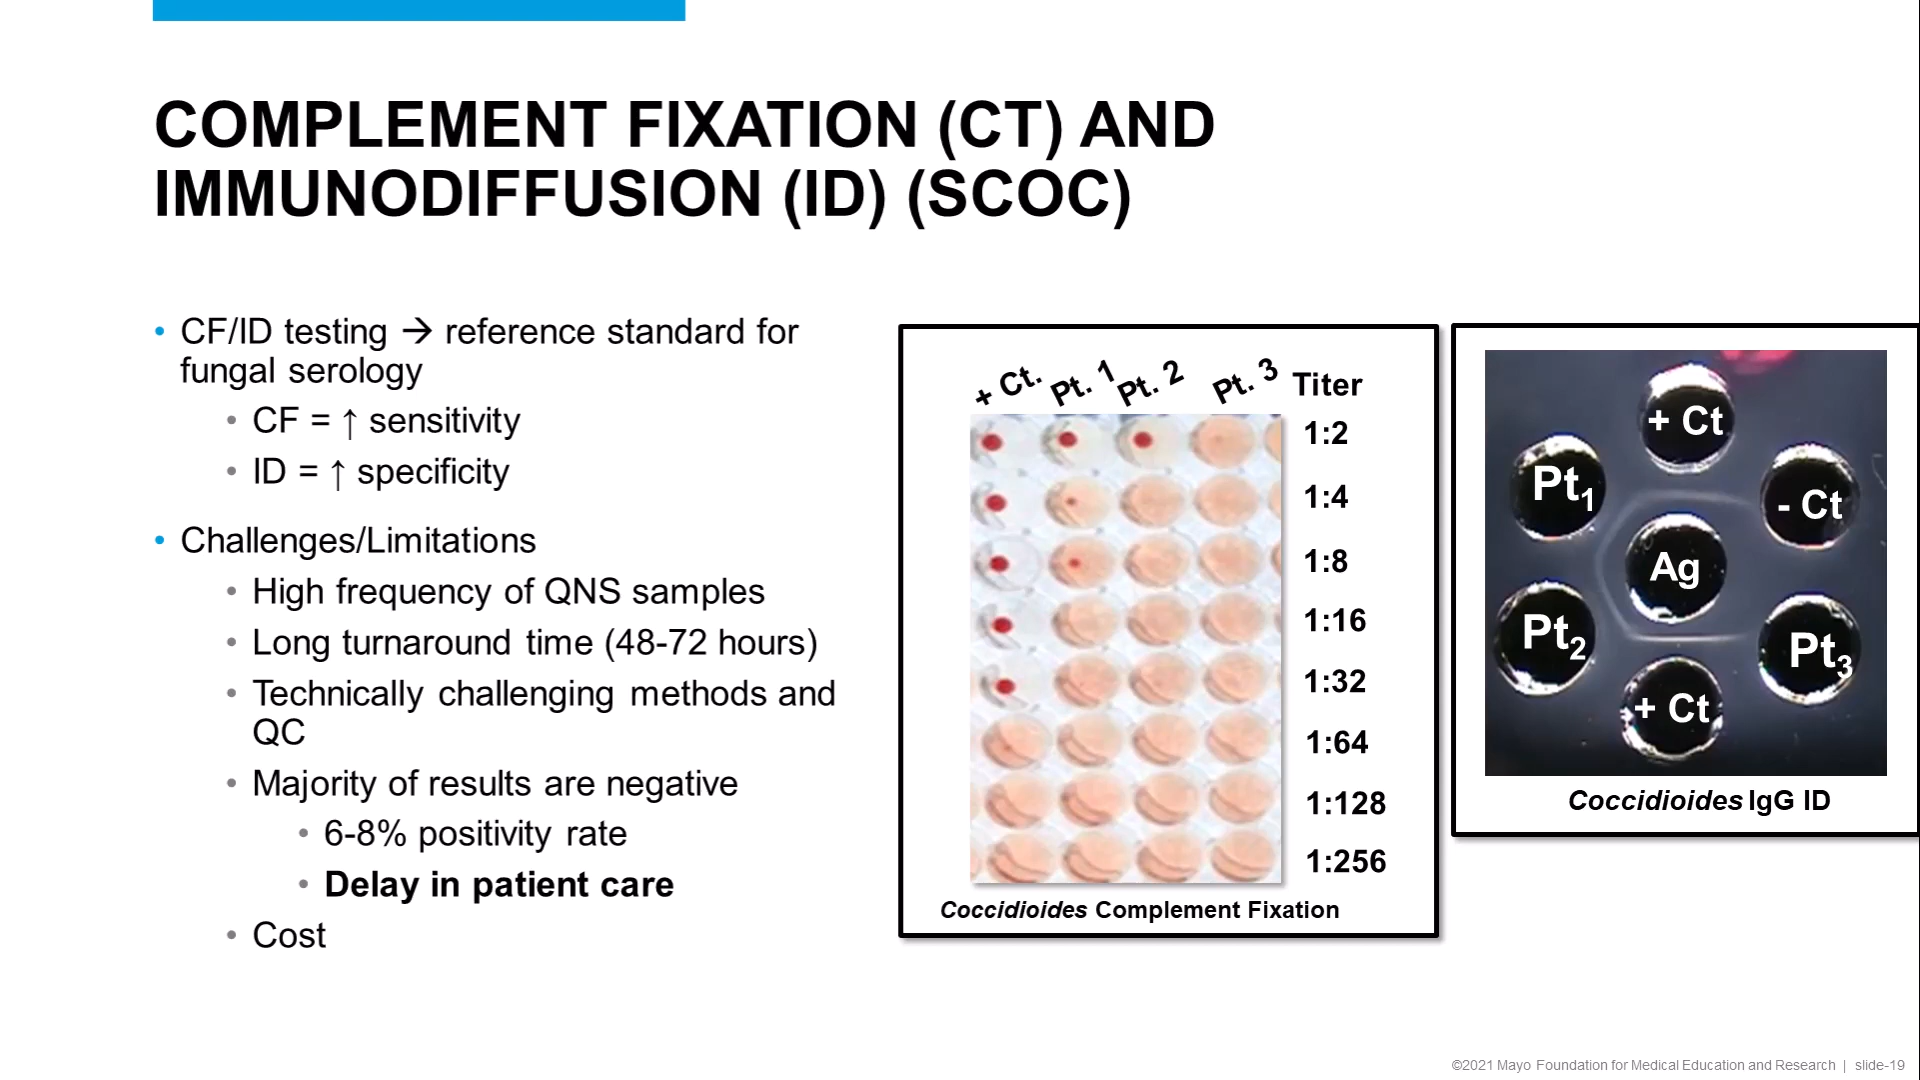 COMPLEMENT FIXATION (CT) AND
IMMUNODIFFUSION (ID) (SCOC)
• CF/ID testing → reference standard for
fungal serology
• CF = ↑ sensitivity
• ID = ↑ specificity
• Challenges/Limitations
• High frequency of QNS samples
• Long turnaround time (48-72 hours)
• Technically challenging methods and
QC
• Majority of results are negative
• 6-8% positivity rate
• Delay in patient care
• Cost
+ Ct. Pt. 1 Pt. 2 Pt. 3 Titer
1:2
1:4
1:8
1:16
1:32
1:64
1:128
1:256
Coccidioides Complement Fixation
+ Ct
Pt1
- Ct
Ag
Pt2
Pt3
+ Ct
Coccidioides IgG ID
©2021 Mayo Foundation for Medical Education and Research | slide-19